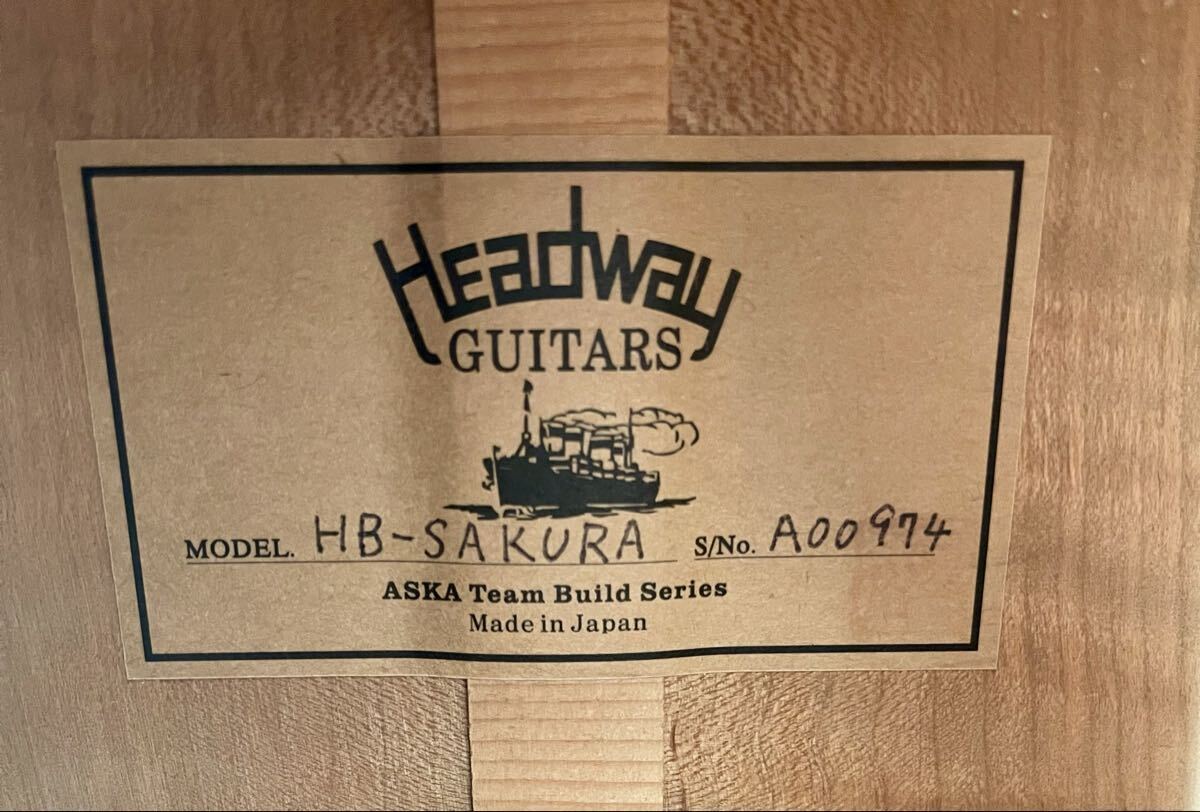 Headway
GUITARS
MODEL. HB-SAKURA S/No. A00974
ASKA Team Build Series
Made in Japan